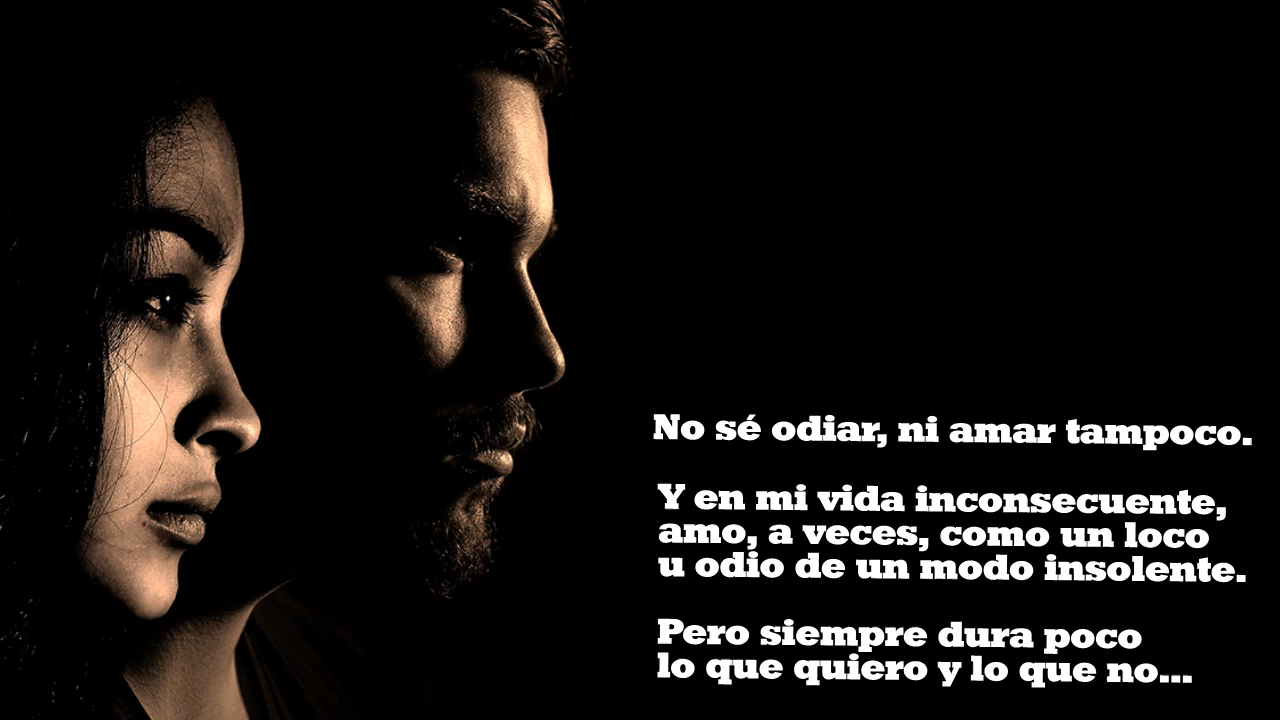 No sé odiar, ni amar tampoco.
Y en mi vida inconsecuente,
amo, a veces, como un loco
u odio de un modo insolente.
Pero siempre dura poco
lo que quiero y lo que no...